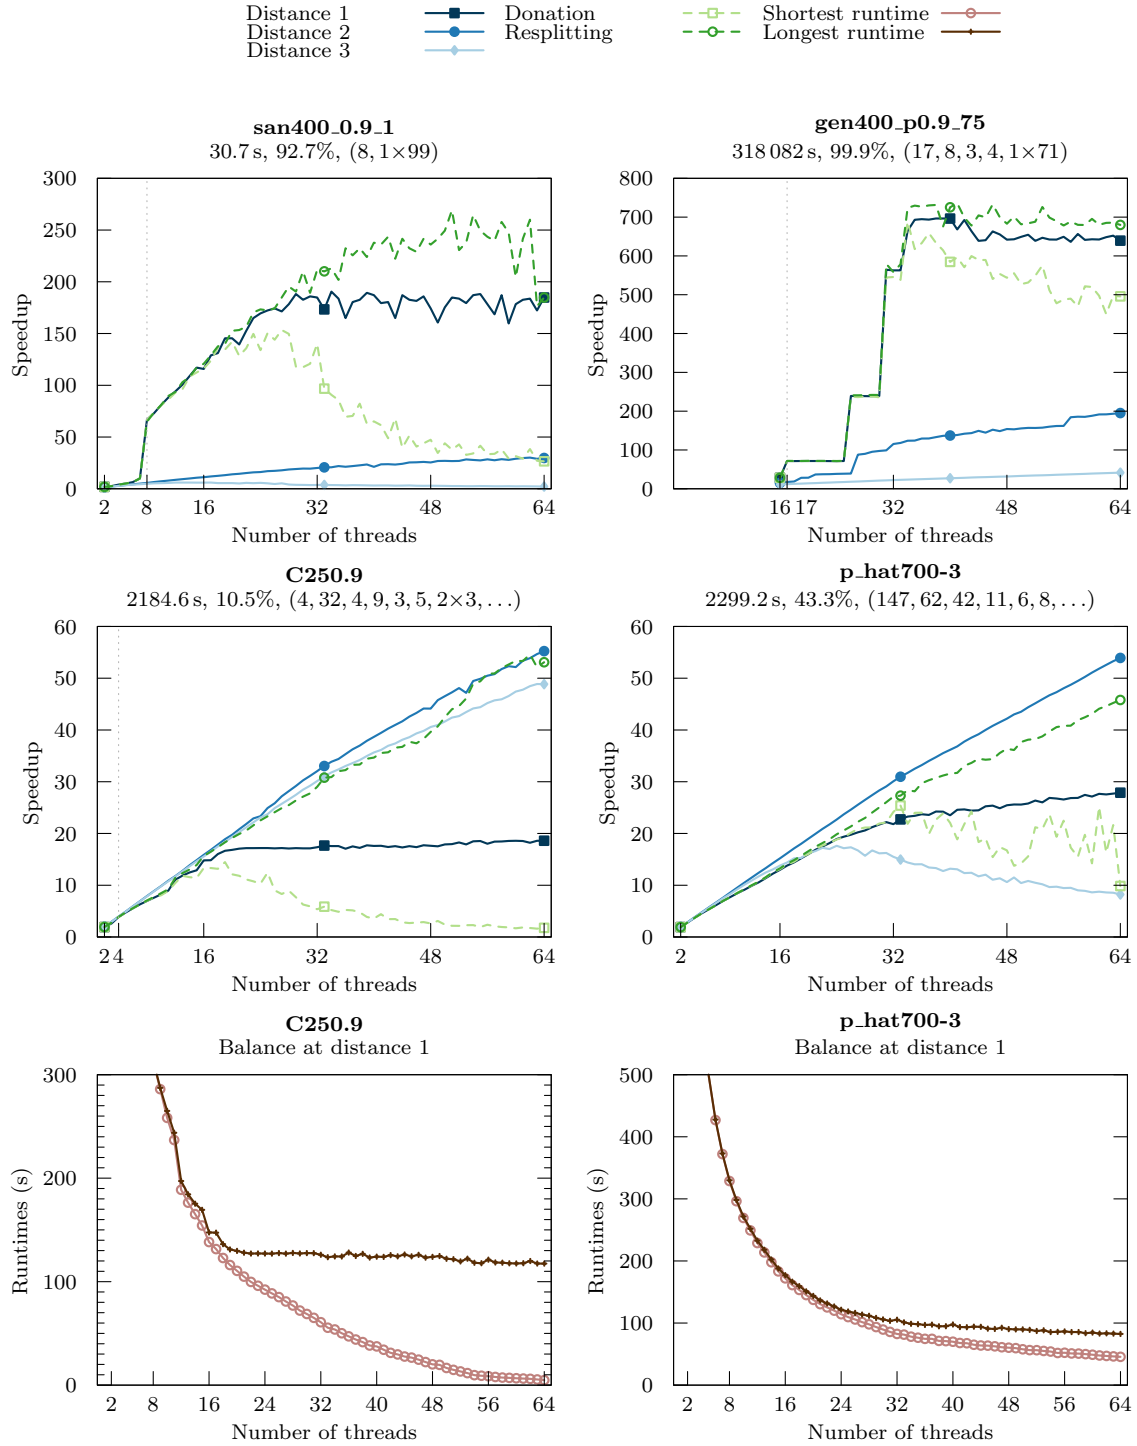 Distance 1
Distance 2
Distance 3
Donation
Resplitting
Shortest runtime
Longest runtime
san400_0.9_1
30.7 s, 92.7%, (8, 1×99)
Speedup
300
250
200
150
100
50
0
2 8 16 32 48 64
Number of threads
gen400_p0.9_75
318 082 s, 99.9%, (17, 8, 3, 4, 1×71)
Speedup
800
700
600
500
400
300
200
100
0
16 17 32 48 64
Number of threads
C250.9
2184.6 s, 10.5%, (4, 32, 4, 9, 3, 5, 2×3, . . .)
Speedup
60
50
40
30
20
10
0
2 4 16 32 48 64
Number of threads
p_hat700-3
2299.2 s, 43.3%, (147, 62, 42, 11, 6, 8, . . .)
Speedup
60
50
40
30
20
10
0
2 16 32 48 64
Number of threads
C250.9
Balance at distance 1
Runtimes (s)
300
200
100
0
2 8 16 24 32 40 48 56 64
Number of threads
p_hat700-3
Balance at distance 1
Runtimes (s)
500
400
300
200
100
0
2 8 16 24 32 40 48 56 64
Number of threads